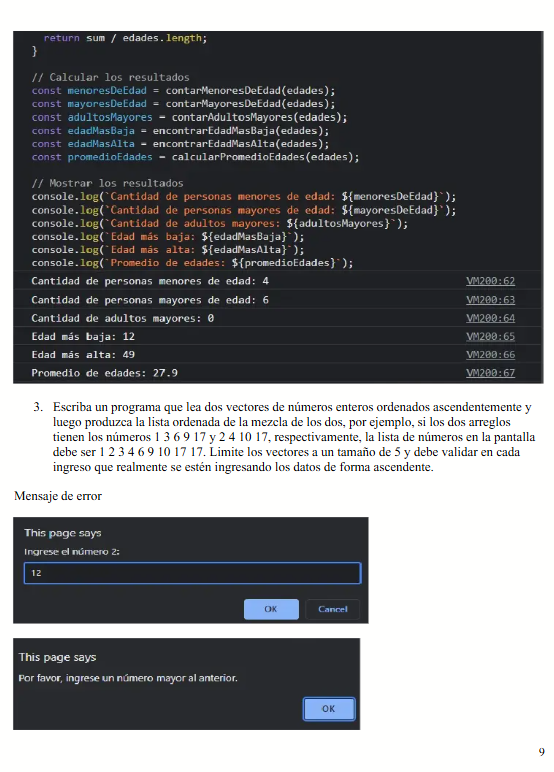 return sum / edades.length;
}
// Calcular los resultados
const menoresDeEdad = contarMenoresDeEdad(edades);
const mayoresDeEdad = contarMayoresDeEdad(edades);
const adultosMayores = contarAdultosMayores(edades);
const edadMasBaja = encontrarEdadMasBaja(edades);
const edadMasAlta = encontrarEdadMasAlta(edades);
const promedioEdades = calcularPromedioEdades(edades);
// Mostrar los resultados
console.log(`Cantidad de personas menores de edad: ${menoresDeEdad}`);
console.log(`Cantidad de personas mayores de edad: ${mayoresDeEdad}`);
console.log(`Cantidad de adultos mayores: ${adultosMayores}`);
console.log(`Edad más baja: ${edadMasBaja}`);
console.log(`Edad más alta: ${edadMasAlta}`);
console.log(`Promedio de edades: ${promedioEdades}`);
Cantidad de personas menores de edad: 4 VM200:62
Cantidad de personas mayores de edad: 6 VM200:63
Cantidad de adultos mayores: 0 VM200:64
Edad más baja: 12 VM200:65
Edad más alta: 49 VM200:66
Promedio de edades: 27.9 VM200:67
3. Escriba un programa que lea dos vectores de números enteros ordenados ascendentemente y
luego produzca la lista ordenada de la mezcla de los dos, por ejemplo, si los dos arreglos
tienen los números 1 3 6 9 17 y 2 4 10 17, respectivamente, la lista de números en la pantalla
debe ser 1 2 3 4 6 9 10 17 17. Limite los vectores a un tamaño de 5 y debe validar en cada
ingreso que realmente se estén ingresando los datos de forma ascendente.
Mensaje de error
This page says
Ingrese el número 2:
12
OK Cancel
This page says
Por favor, ingrese un número mayor al anterior.
OK
9